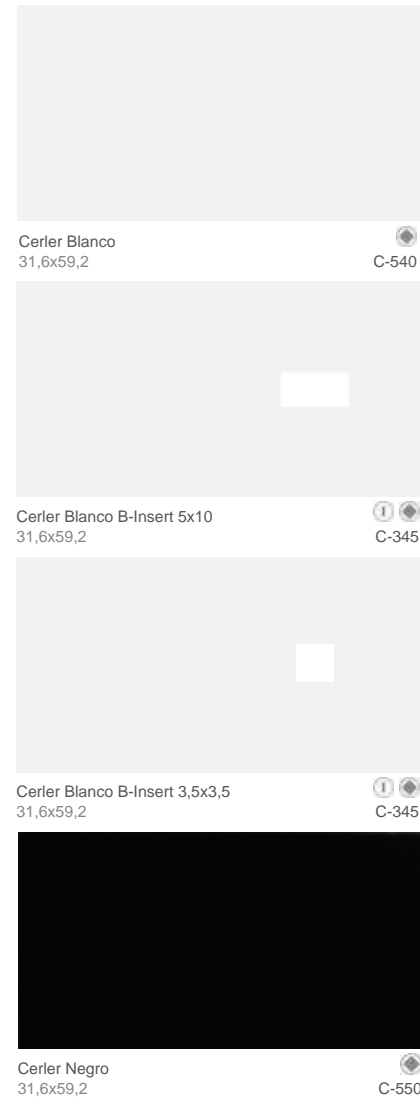 Cerler Blanco
31,6x59,2 C-540
Cerler Blanco B-Insert 5x10
31,6x59,2 C-345
Cerler Blanco B-Insert 3,5x3,5
31,6x59,2 C-345
Cerler Negro
31,6x59,2 C-550